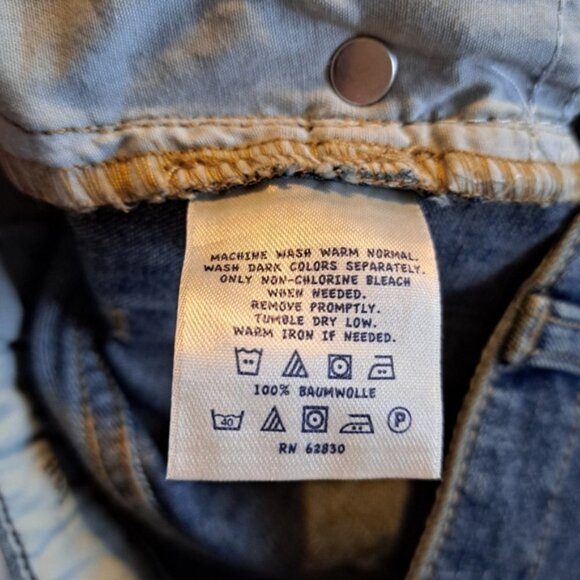 MACHINE WASH WARM NORMAL.
WASH DARK COLORS SEPARATELY.
ONLY NON-CHLORINE BLEACH
WHEN NEEDED.
REMOVE PROMPTLY.
TUMBLE DRY LOW.
WARM IRON IF NEEDED.
100% BAUMWOLLE
40 P
RN 62830